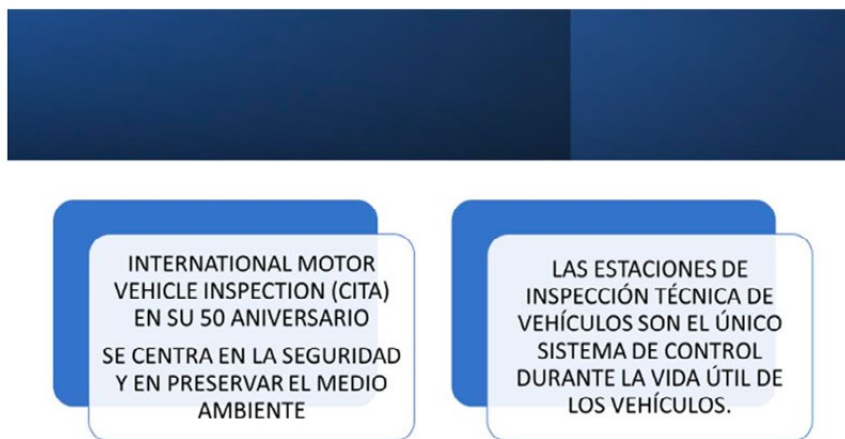 INTERNATIONAL MOTOR
VEHICLE INSPECTION (CITA)
EN SU 50 ANIVERSARIO
SE CENTRA EN LA SEGURIDAD
Y EN PRESERVAR EL MEDIO
AMBIENTE
LAS ESTACIONES DE
INSPECCIÓN TÉCNICA DE
VEHÍCULOS SON EL ÚNICO
SISTEMA DE CONTROL
DURANTE LA VIDA ÚTIL DE
LOS VEHÍCULOS.